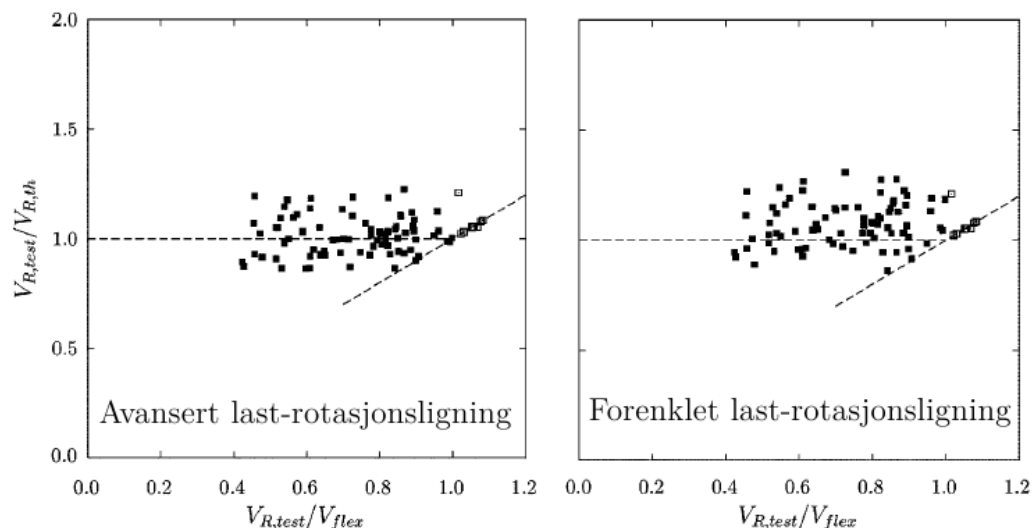 2.0
1.5
1.0
0.5
0.0
V_{R,test}/V_{R,th}
Avansert last-rotasjonsligning
0.0 0.2 0.4 0.6 0.8 1.0 1.2
V_{R,test}/V_{flex}
Forenklet last-rotasjonsligning
0.0 0.2 0.4 0.6 0.8 1.0 1.2
V_{R,test}/V_{flex}